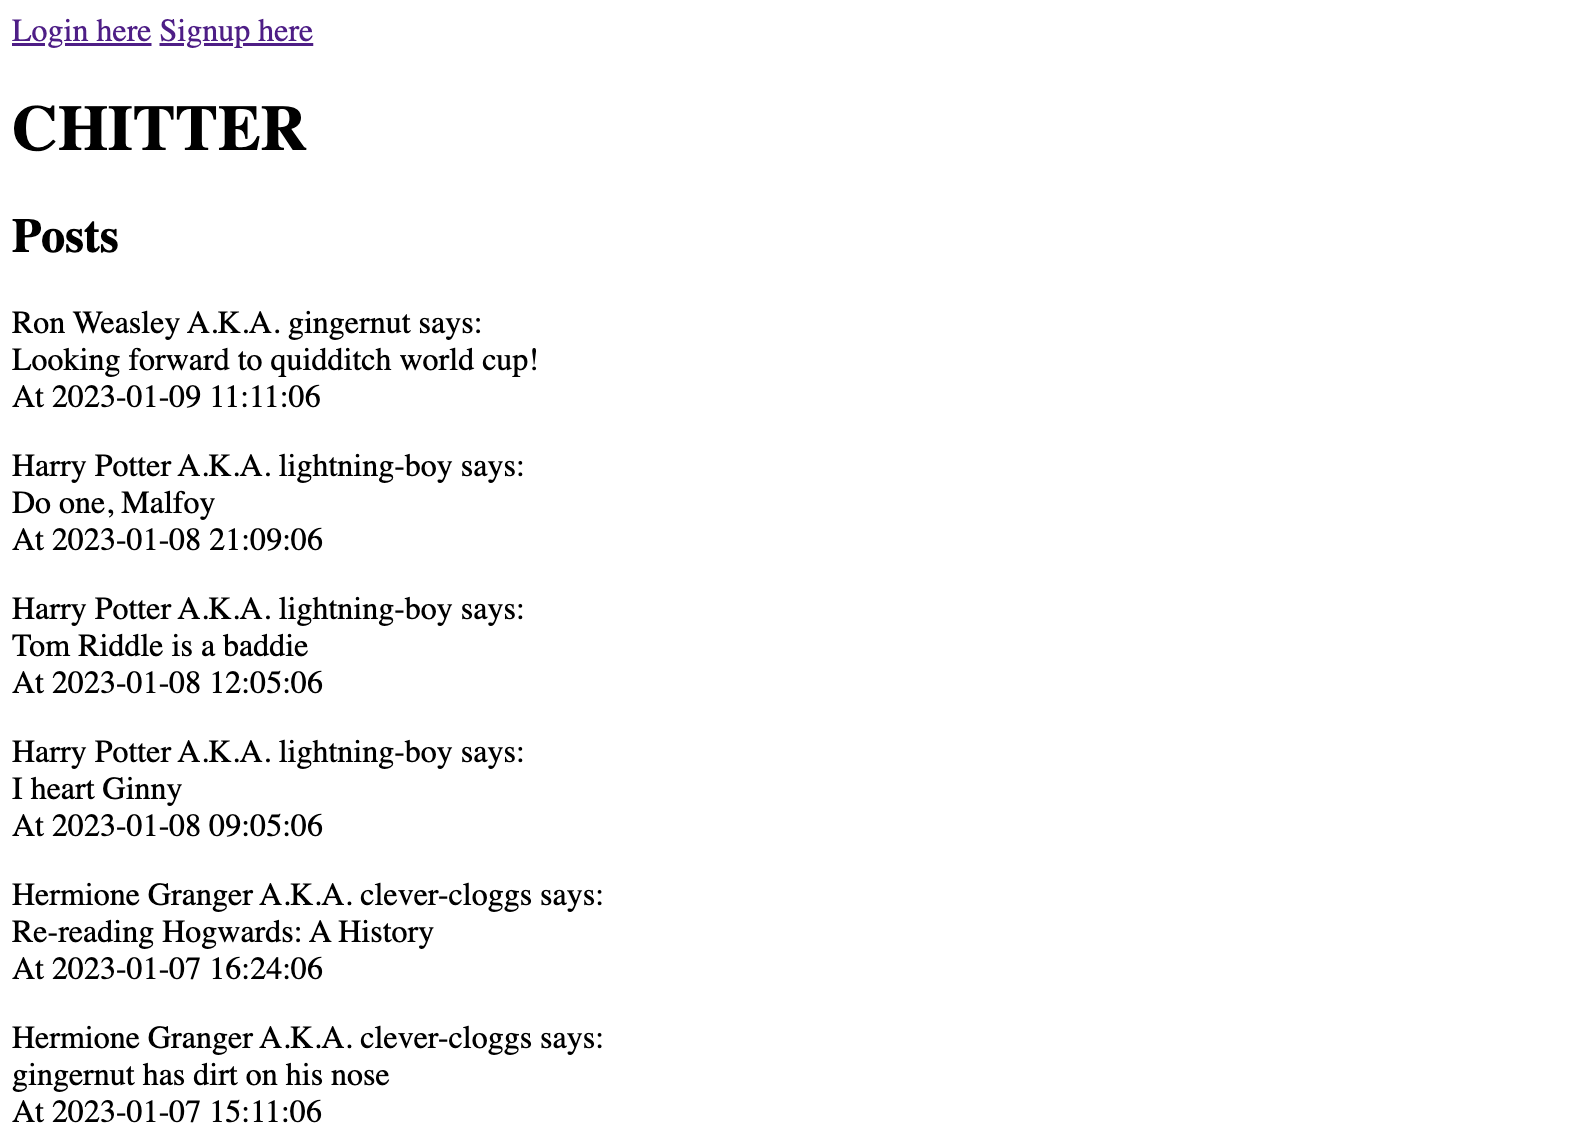 Login here Signup here
CHITTER
Posts
Ron Weasley A.K.A. gingernut says:
Looking forward to quidditch world cup!
At 2023-01-09 11:11:06
Harry Potter A.K.A. lightning-boy says:
Do one, Malfoy
At 2023-01-08 21:09:06
Harry Potter A.K.A. lightning-boy says:
Tom Riddle is a baddie
At 2023-01-08 12:05:06
Harry Potter A.K.A. lightning-boy says:
I heart Ginny
At 2023-01-08 09:05:06
Hermione Granger A.K.A. clever-cloggs says:
Re-reading Hogwards: A History
At 2023-01-07 16:24:06
Hermione Granger A.K.A. clever-cloggs says:
gingernut has dirt on his nose
At 2023-01-07 15:11:06